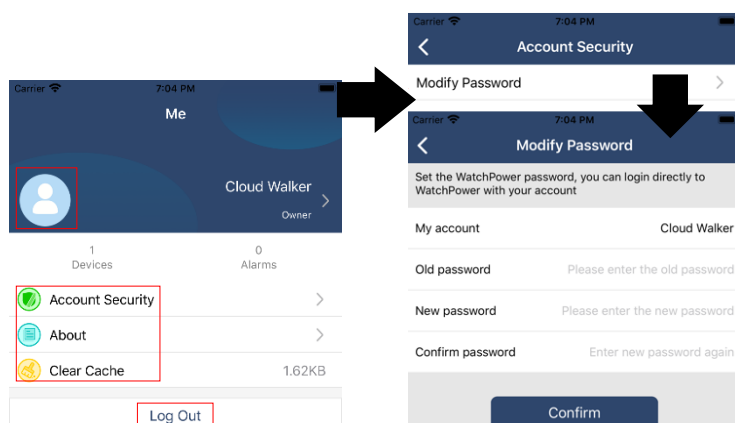 Carrier 7:04 PM
Me
Cloud Walker
Owner
1 0
Devices Alarms
Account Security
About
Clear Cache 1.62KB
Log Out
Carrier 7:04 PM
Account Security
Modify Password
Carrier 7:04 PM
Modify Password
Set the WatchPower password, you can login directly to
WatchPower with your account
My account Cloud Walker
Old password Please enter the old password
New password Please enter the new password
Confirm password Enter new password again
Confirm